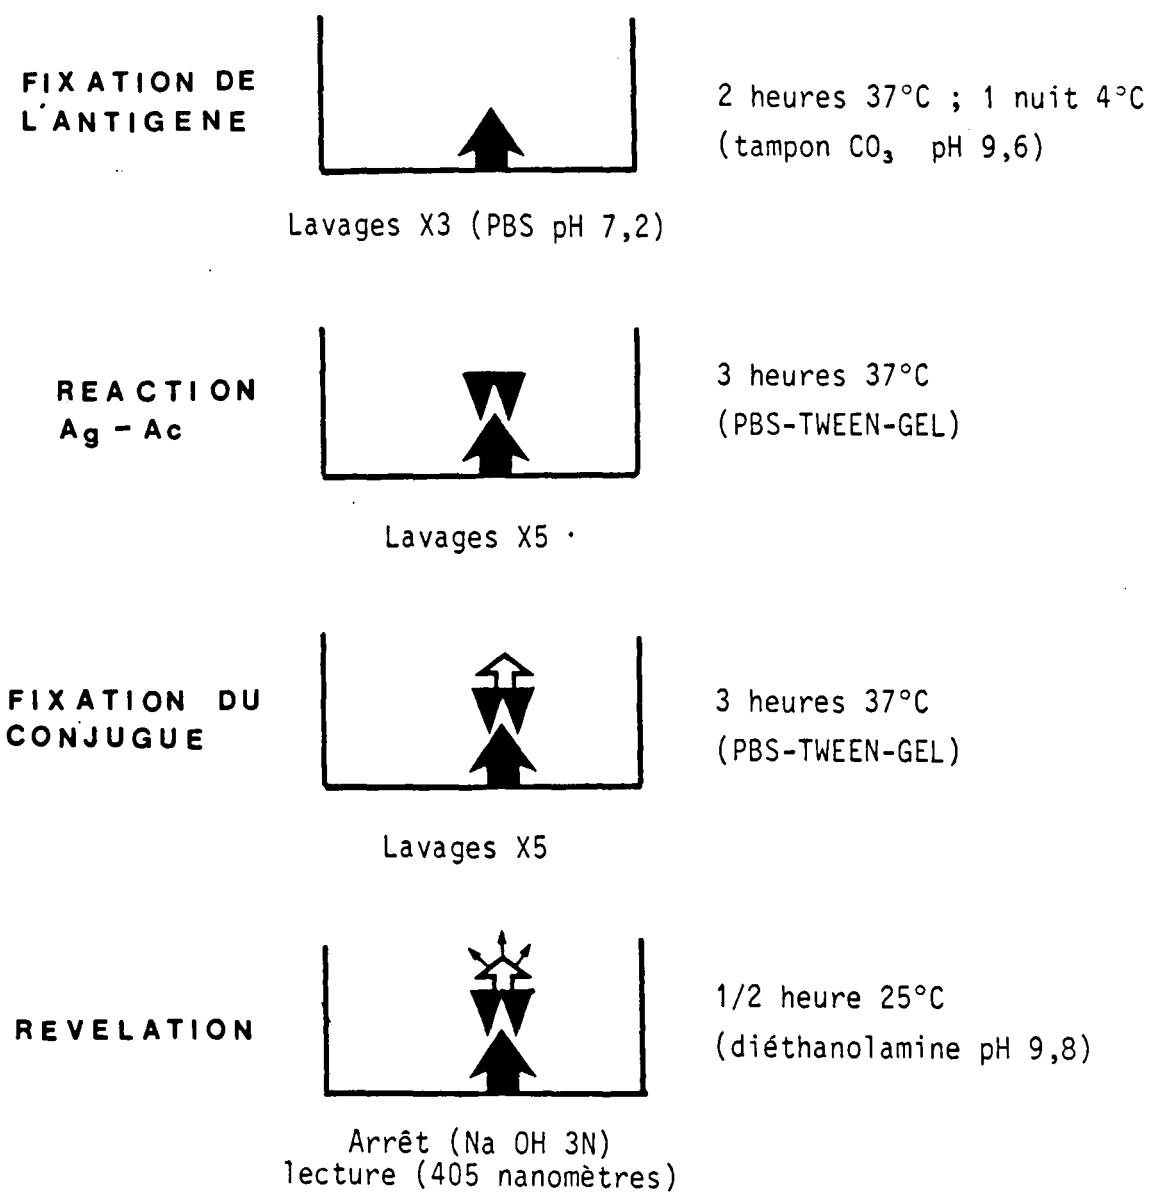 FIXATION DE
L'ANTIGENE
2 heures 37°C ; 1 nuit 4°C
(tampon CO₃ pH 9,6)
Lavages X3 (PBS pH 7,2)
REACTION
Ag - Ac
3 heures 37°C
(PBS-TWEEN-GEL)
Lavages X5
FIXATION DU
CONJUGUE
3 heures 37°C
(PBS-TWEEN-GEL)
Lavages X5
REVELATION
1/2 heure 25°C
(diéthanolamine pH 9,8)
Arrêt (Na OH 3N)
lecture (405 nanomètres)